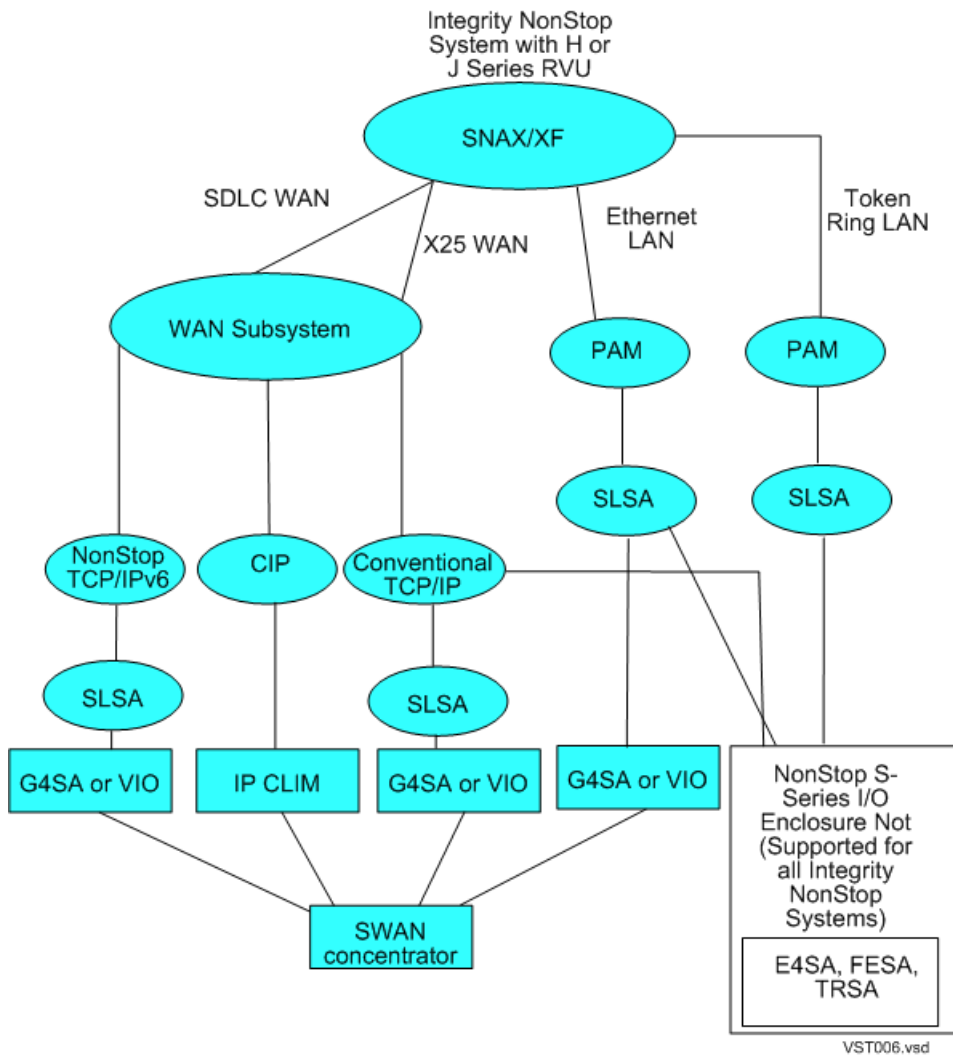 Integrity NonStop
System with H or
J Series RVU
SNAX/XF
SDLC WAN
X25 WAN
Ethernet
LAN
Token
Ring LAN
WAN Subsystem
PAM
PAM
SLSA
SLSA
NonStop
TCP/IPv6
CIP
Conventional
TCP/IP
SLSA
SLSA
G4SA or VIO
IP CLIM
G4SA or VIO
G4SA or VIO
NonStop S-
Series I/O
Enclosure Not
(Supported for
all Integrity
NonStop
Systems)
SWAN
concentrator
E4SA, FESA,
TRSA
VST006.vsd